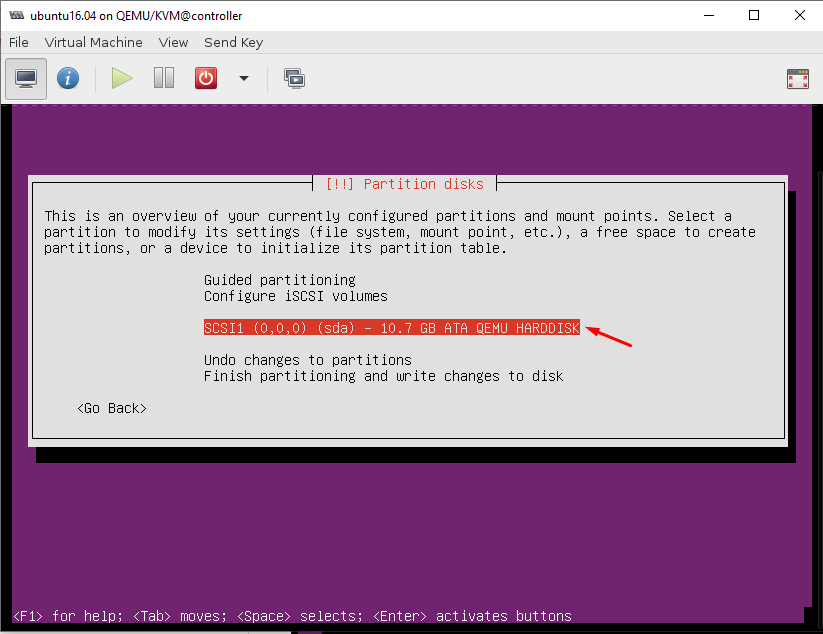 ubuntu16.04 on QEMU/KVM@controller
File Virtual Machine View Send Key
[!!] Partition disks
This is an overview of your currently configured partitions and mount points. Select a
partition to modify its settings (file system, mount point, etc.), a free space to create
partitions, or a device to initialize its partition table.
Guided partitioning
Configure iSCSI volumes
SCSI1 (0,0,0) (sda) - 10.7 GB ATA QEMU HARDDISK
Undo changes to partitions
Finish partitioning and write changes to disk
<Go Back>
<F1> for help; <Tab> moves; <Space> selects; <Enter> activates buttons